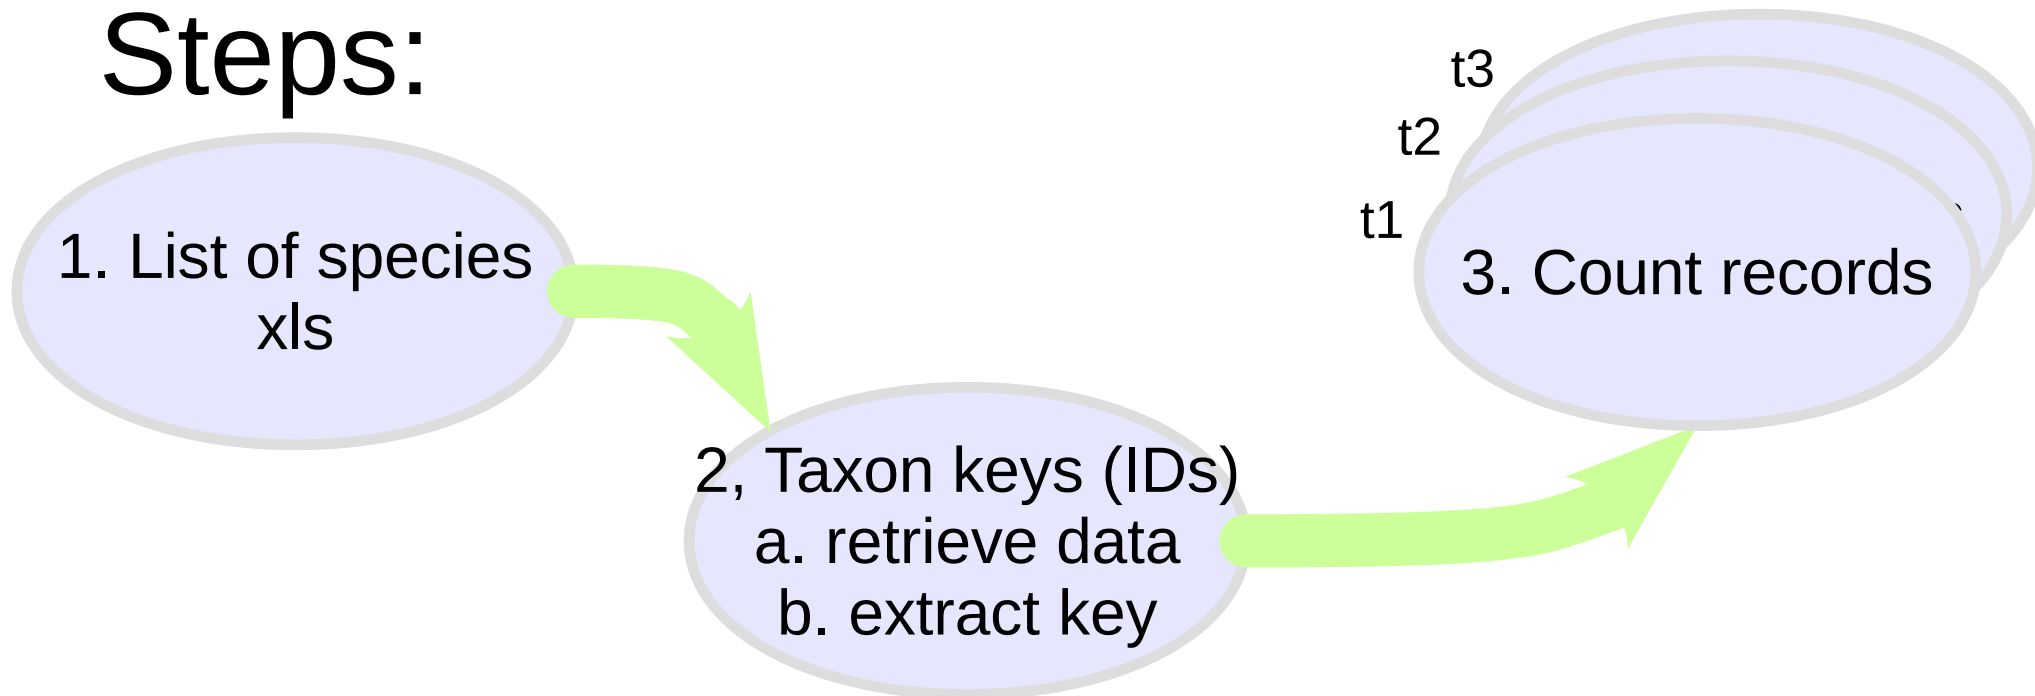 Steps:
1. List of species
xls
2, Taxon keys (IDs)
a. retrieve data
b. extract key
t3
t2
t1
3. Count records